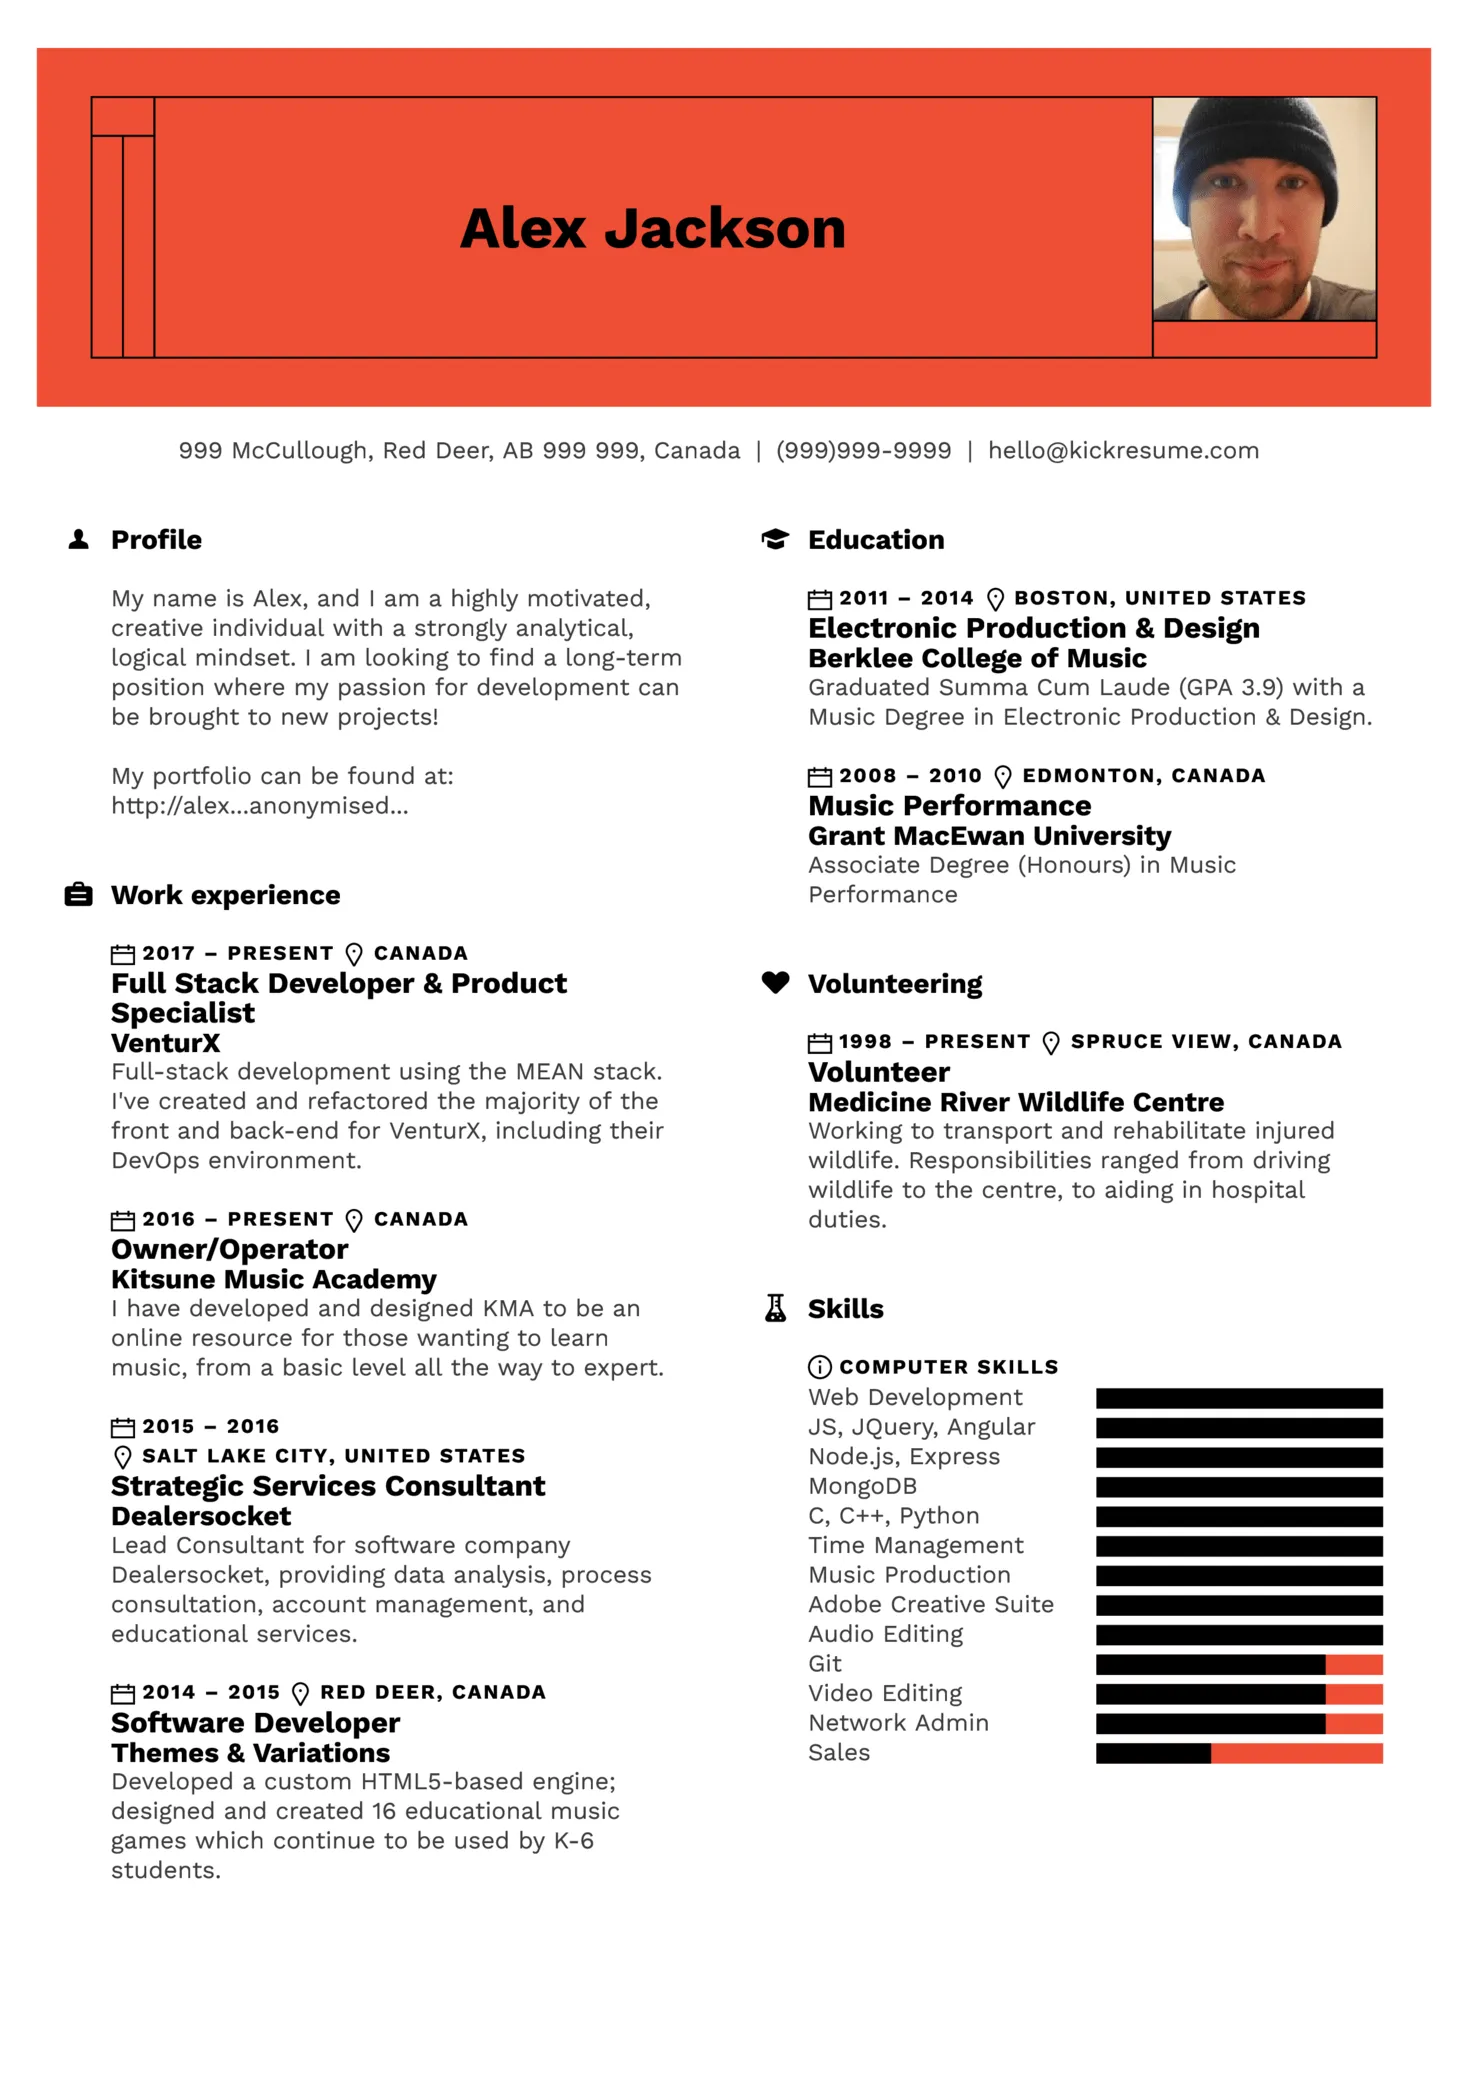 Alex Jackson
999 McCullough, Red Deer, AB 999 999, Canada | (999)999-9999 | hello@kickresume.com
Profile
My name is Alex, and I am a highly motivated,
creative individual with a strongly analytical,
logical mindset. I am looking to find a long-term
position where my passion for development can
be brought to new projects!
My portfolio can be found at:
http://alex...anonymised...
Work experience
2017 – PRESENT CANADA
Full Stack Developer & Product
Specialist
VenturX
Full-stack development using the MEAN stack.
I've created and refactored the majority of the
front and back-end for VenturX, including their
DevOps environment.
2016 – PRESENT CANADA
Owner/Operator
Kitsune Music Academy
I have developed and designed KMA to be an
online resource for those wanting to learn
music, from a basic level all the way to expert.
2015 – 2016
SALT LAKE CITY, UNITED STATES
Strategic Services Consultant
Dealersocket
Lead Consultant for software company
Dealersocket, providing data analysis, process
consultation, account management, and
educational services.
2014 – 2015 RED DEER, CANADA
Software Developer
Themes & Variations
Developed a custom HTML5-based engine;
designed and created 16 educational music
games which continue to be used by K-6
students.
Education
2011 – 2014 BOSTON, UNITED STATES
Electronic Production & Design
Berklee College of Music
Graduated Summa Cum Laude (GPA 3.9) with a
Music Degree in Electronic Production & Design.
2008 – 2010 EDMONTON, CANADA
Music Performance
Grant MacEwan University
Associate Degree (Honours) in Music
Performance
Volunteering
1998 – PRESENT SPRUCE VIEW, CANADA
Volunteer
Medicine River Wildlife Centre
Working to transport and rehabilitate injured
wildlife. Responsibilities ranged from driving
wildlife to the centre, to aiding in hospital
duties.
Skills
COMPUTER SKILLS
Web Development
JS, JQuery, Angular
Node.js, Express
MongoDB
C, C++, Python
Time Management
Music Production
Adobe Creative Suite
Audio Editing
Git
Video Editing
Network Admin
Sales